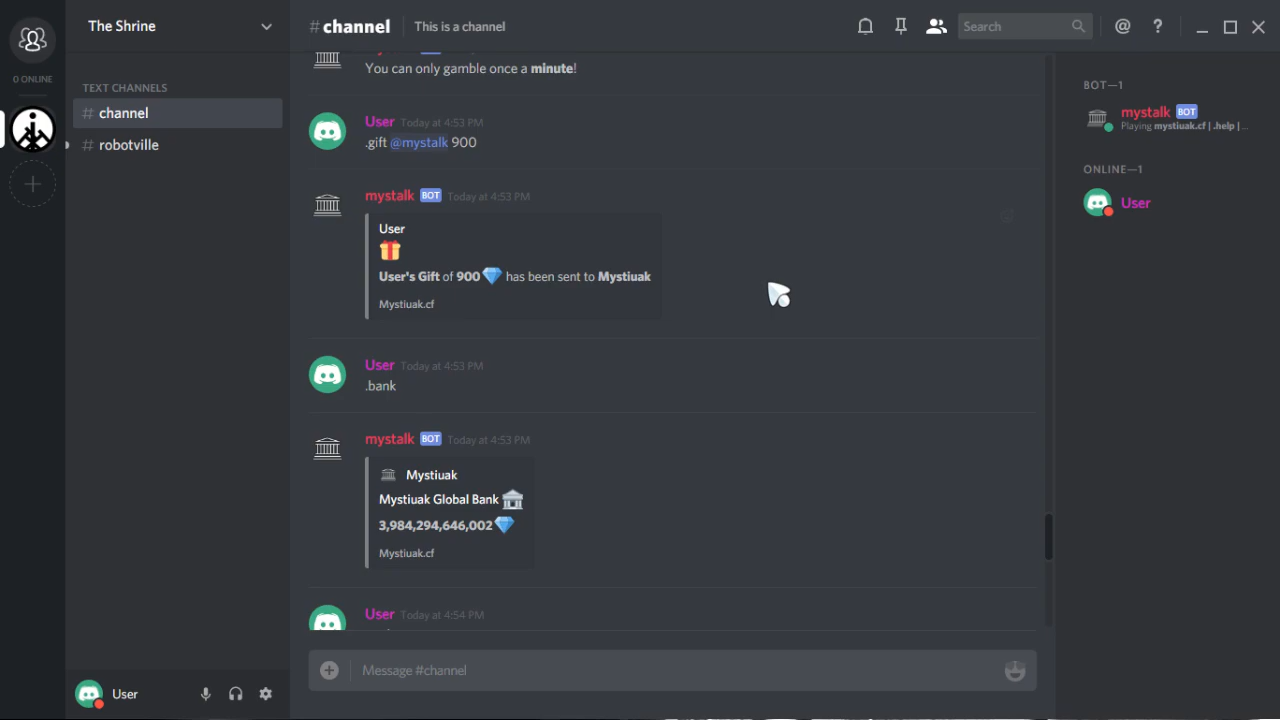 The Shrine
# channel
This is a channel
Search
0 ONLINE
TEXT CHANNELS
# channel
# robotville
You can only gamble once a minute!
User Today at 4:53 PM
.gift @mystalk 900
mystalk BOT Today at 4:53 PM
User
User's Gift of 900 has been sent to Mystiuak
Mystiuak.cf
User Today at 4:53 PM
.bank
mystalk BOT Today at 4:53 PM
Mystiuak
Mystiuak Global Bank
3,984,294,646,002
Mystiuak.cf
User Today at 4:54 PM
Message #channel
User
BOT—1
mystalk BOT
Playing mystiuak.cf | .help | ...
ONLINE—1
User